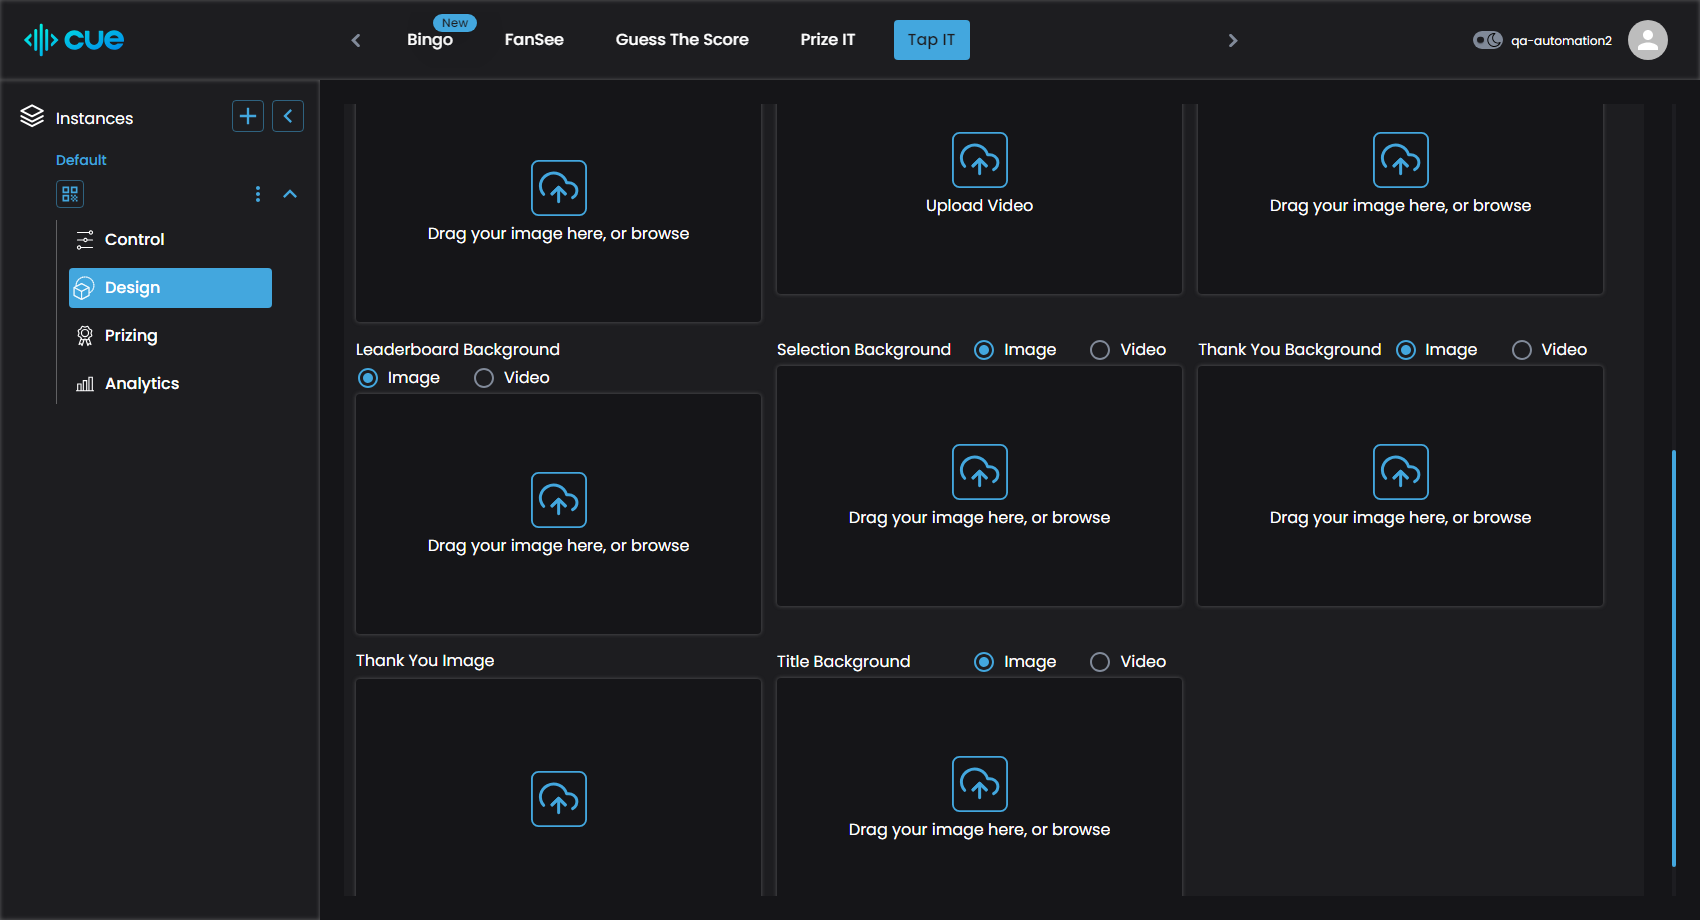 cue
New
Bingo
FanSee
Guess The Score
Prize IT
Tap IT
qa-automation2
Instances
Default
Control
Design
Prizing
Analytics
Drag your image here, or browse
Upload Video
Drag your image here, or browse
Leaderboard Background
Image
Video
Drag your image here, or browse
Selection Background
Image
Video
Drag your image here, or browse
Thank You Background
Image
Video
Drag your image here, or browse
Thank You Image
Title Background
Image
Video
Drag your image here, or browse